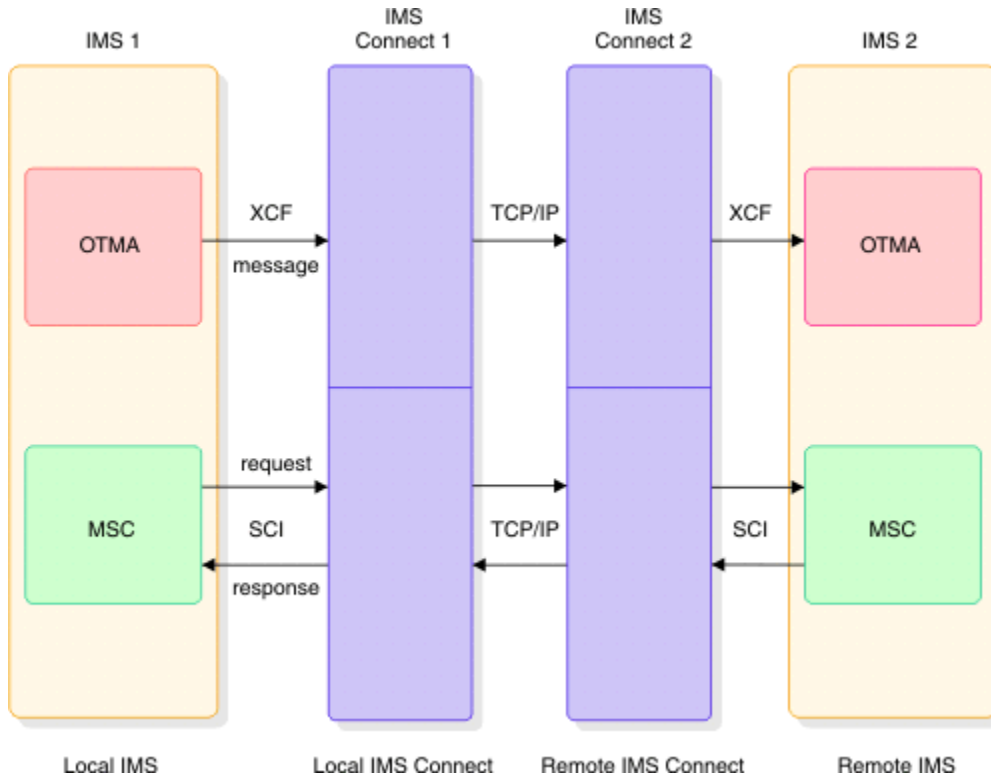 IMS 1
IMS
Connect 1
IMS
Connect 2
IMS 2
OTMA
XCF
message
TCP/IP
XCF
OTMA
MSC
request
SCI
response
TCP/IP
SCI
MSC
Local IMS
Local IMS Connect
Remote IMS Connect
Remote IMS